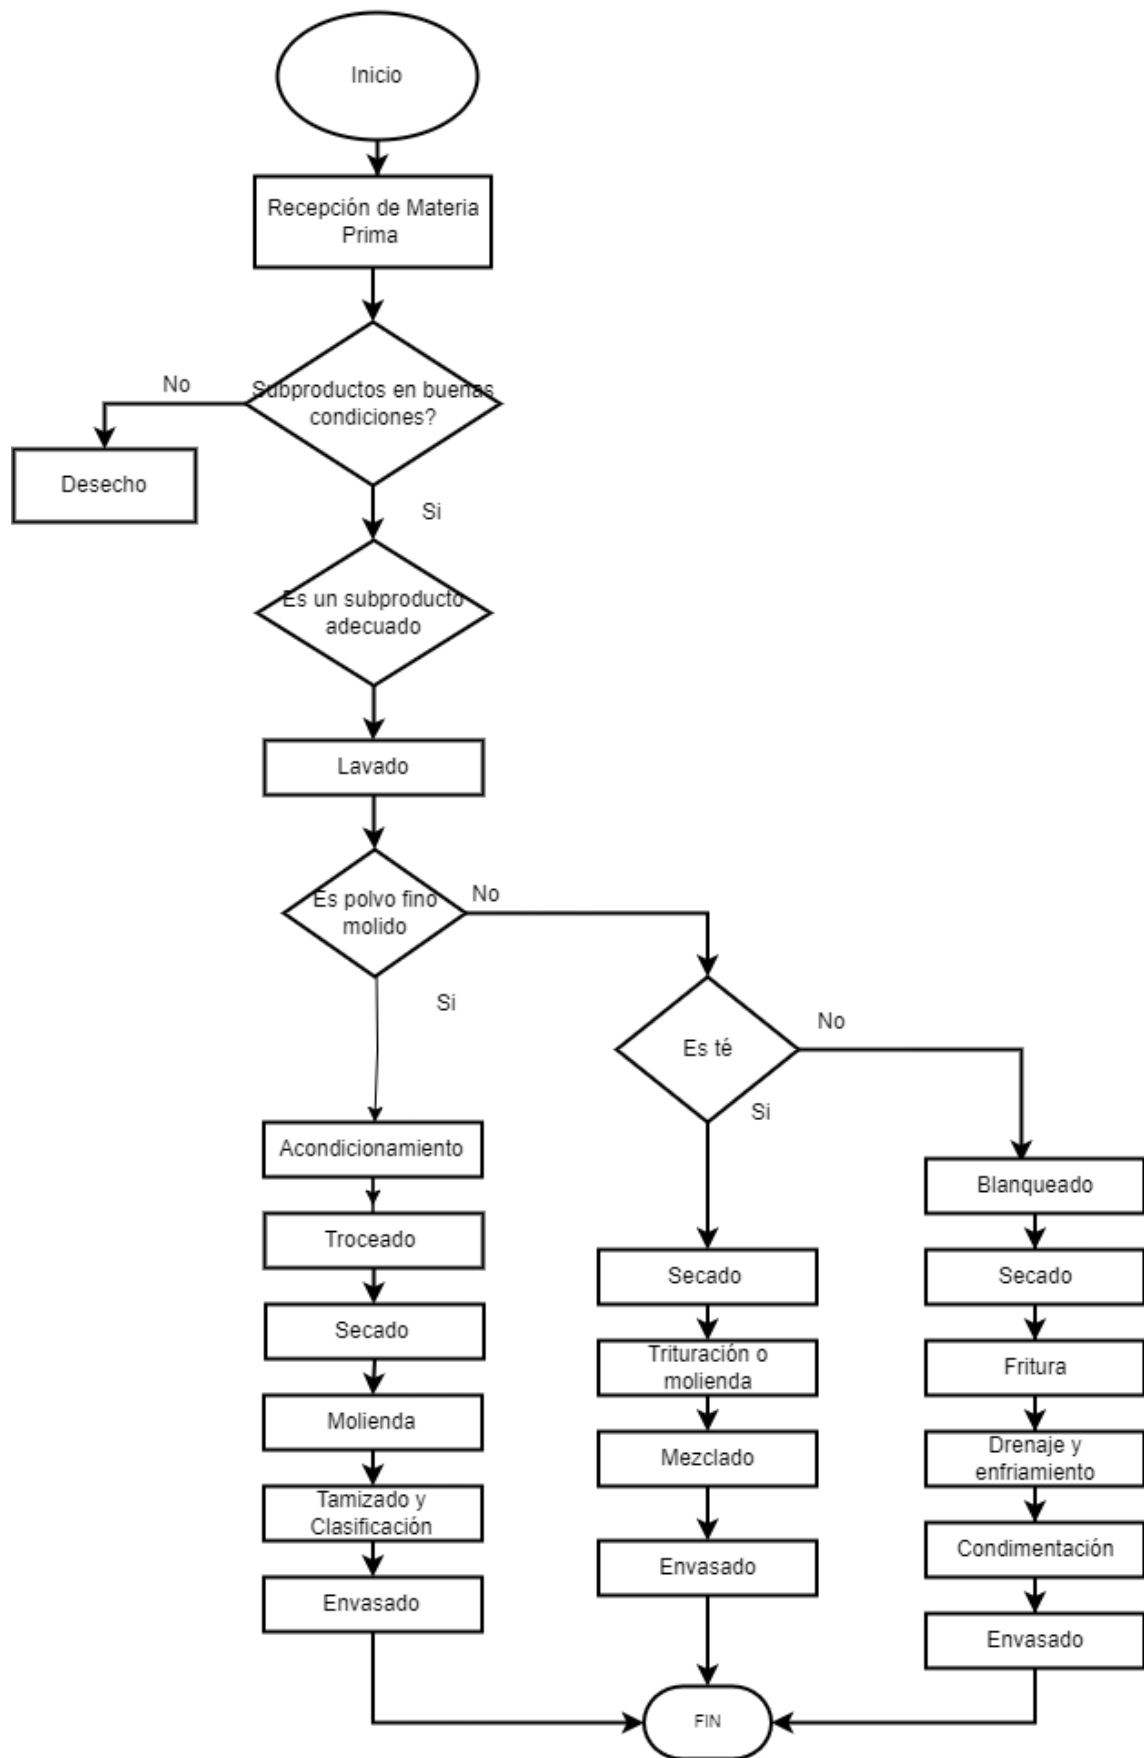 Inicio
Recepción de Materia
Prima
Subproductos en buenas
condiciones?
No
Desecho
Si
Es un subproducto
adecuado
Lavado
Es polvo fino
molido
No
Si
Es té
No
Si
Acondicionamiento
Troceado
Secado
Molienda
Tamizado y
Clasificación
Envasado
Secado
Trituración o
molienda
Mezclado
Envasado
Blanqueado
Secado
Fritura
Drenaje y
enfriamiento
Condimentación
Envasado
FIN